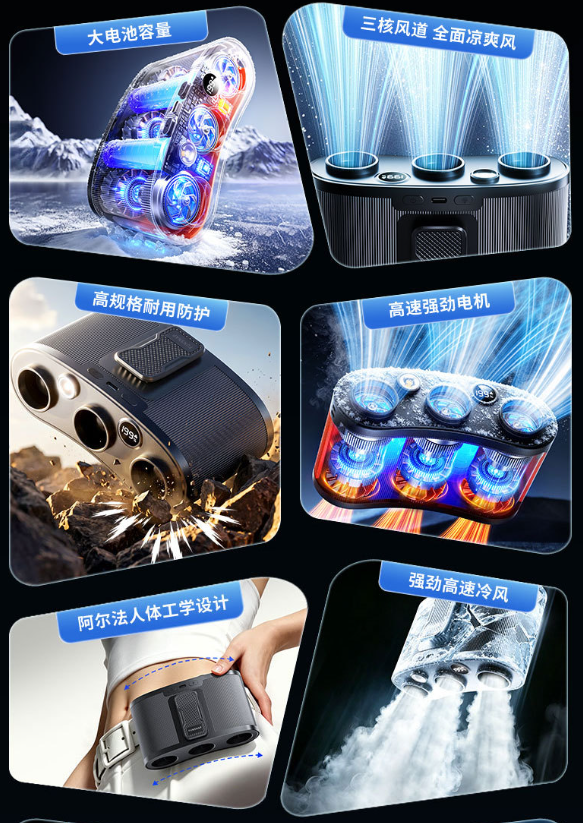 大电池容量
三核风道 全面凉爽风
高规格耐用防护
199
高速强劲电机
199
阿尔法人体工学设计
强劲高速冷风